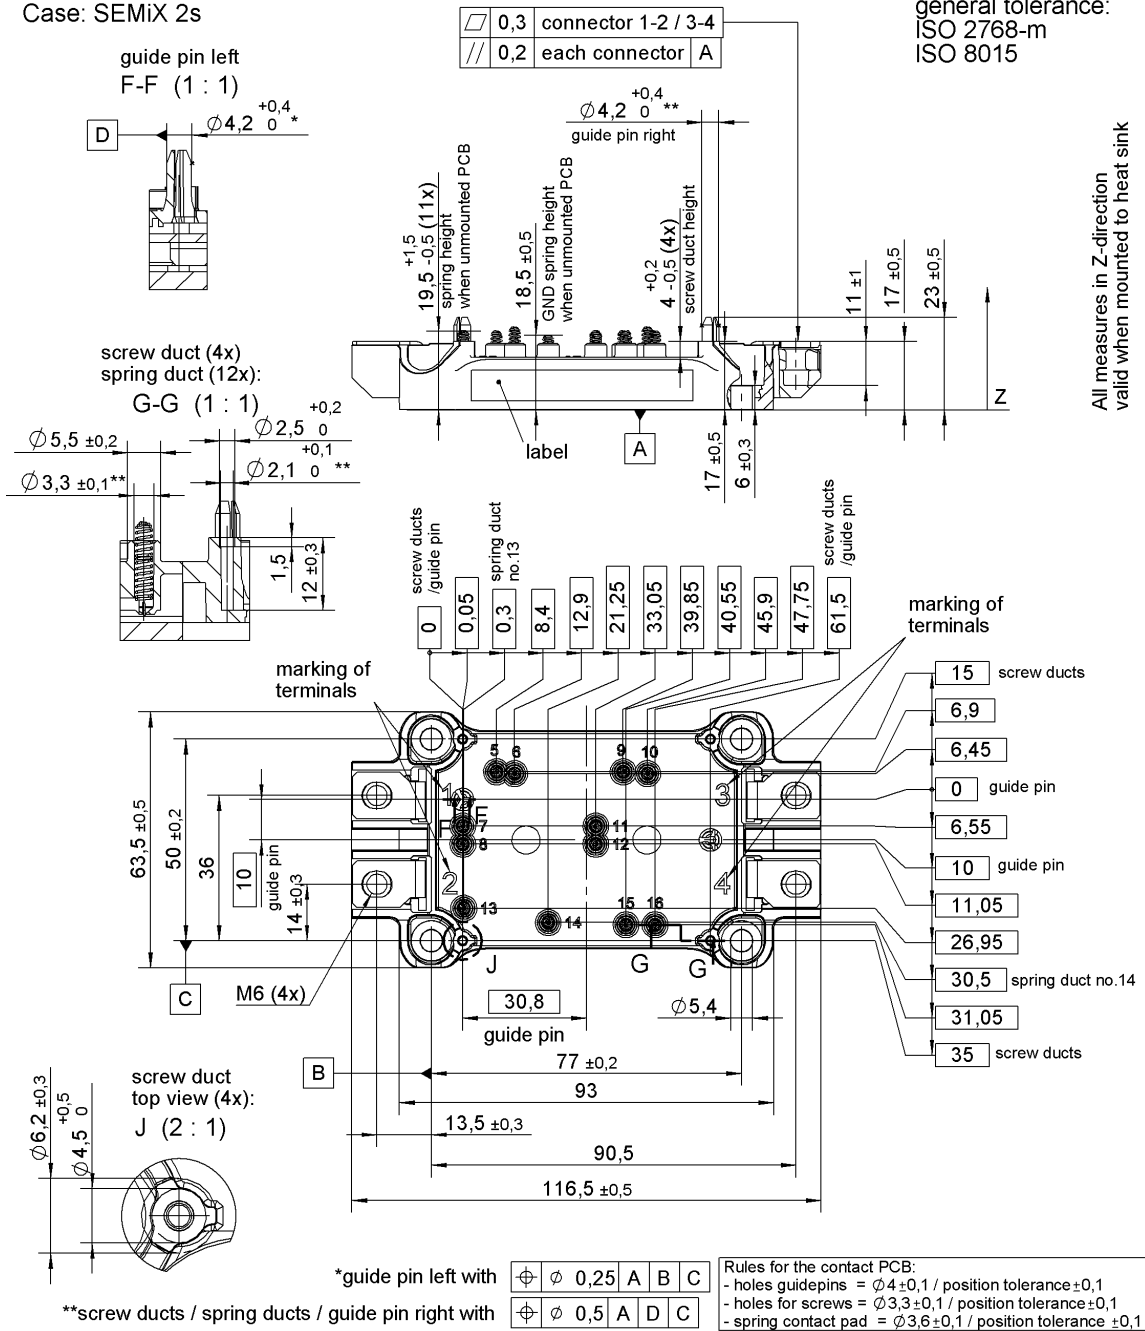 Case: SEMiX 2s
general tolerance:
ISO 2768-m
ISO 8015
0,3 connector 1-2 / 3-4
// 0,2 each connector A
guide pin left
F-F (1 : 1)
D
Ø4,2 +0,4 0 *
Ø4,2 +0,4 0 **
guide pin right
19,5 +1,5 -0,5 (11x)
spring height
when unmounted PCB
18,5 ±0,5
GND spring height
when unmounted PCB
4 +0,2 -0,5 (4x)
screw duct height
11 ±1
17 ±0,5
23 ±0,5
Z
All measures in Z-direction
valid when mounted to heat sink
label
A
17 ±0,5
6 ±0,3
screw duct (4x)
spring duct (12x):
G-G (1 : 1)
Ø5,5 ±0,2
Ø2,5 +0,2 0
Ø3,3 ±0,1**
Ø2,1 +0,1 0 **
1,5
12 ±0,3
screw ducts
/guide pin
spring duct
no.13
screw ducts
/guide pin
0
0,05
0,3
8,4
12,9
21,25
33,05
39,85
40,55
45,9
47,75
61,5
marking of
terminals
marking of
terminals
15 screw ducts
6,9
6,45
0 guide pin
6,55
10 guide pin
11,05
26,95
30,5 spring duct no.14
31,05
35 screw ducts
5 6 9 10
1 3
F
F 7 11
8 12
2 4
13 14 15 16
J G G
63,5 ±0,5
50 ±0,2
36
10
guide pin
14 ±0,3
C
M6 (4x)
30,8
guide pin
Ø5,4
B
77 ±0,2
93
13,5 ±0,3
90,5
116,5 ±0,5
screw duct
top view (4x):
J (2 : 1)
Ø6,2 ±0,3
Ø4,5 +0,5 0
*guide pin left with ø 0,25 A B C
**screw ducts / spring ducts / guide pin right with ø 0,5 A D C
Rules for the contact PCB:
- holes guidepins = Ø4±0,1 / position tolerance±0,1
- holes for screws = Ø3,3±0,1 / position tolerance±0,1
- spring contact pad = Ø3,6±0,1 / position tolerance ±0,1